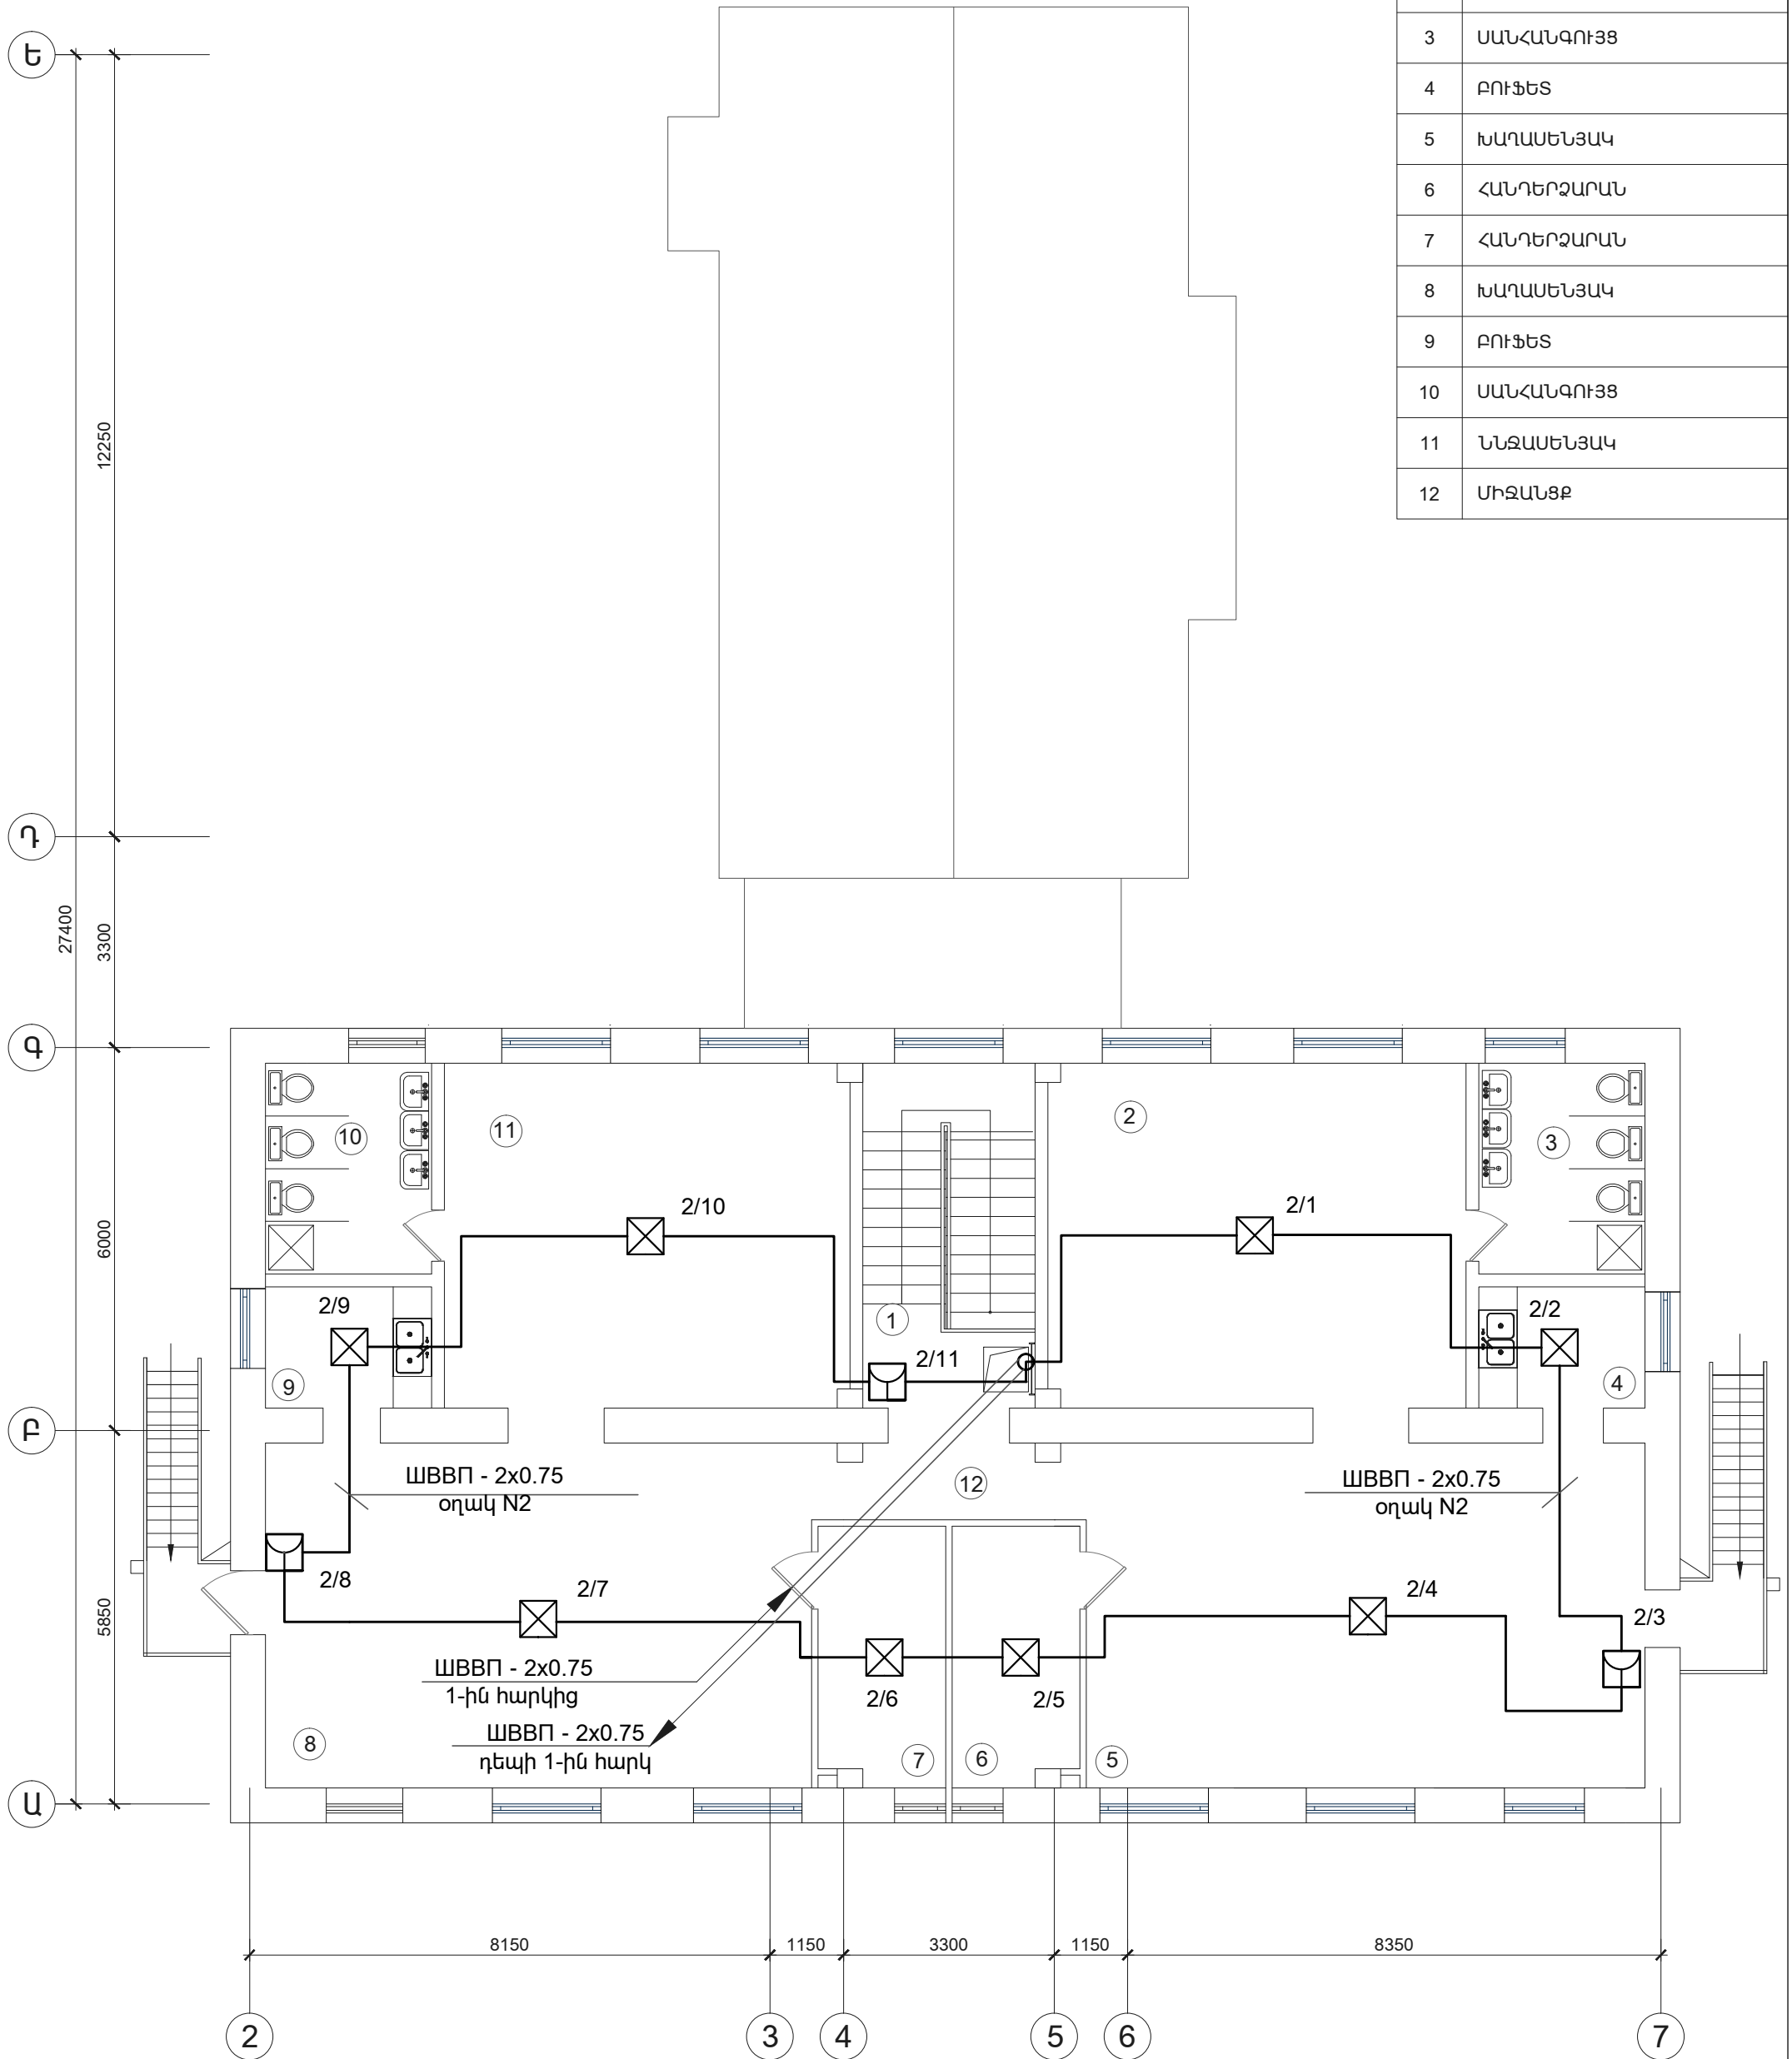 3 ՍԱՆՀԱՆԳՈՒՅՑ
4 ԲՈՒՖԵՏ
5 ԽԱՂԱՍԵՆՅԱԿ
6 ՀԱՆԴԵՐՁԱՐԱՆ
7 ՀԱՆԴԵՐՁԱՐԱՆ
8 ԽԱՂԱՍԵՆՅԱԿ
9 ԲՈՒՖԵՏ
10 ՍԱՆՀԱՆԳՈՒՅՑ
11 ՆՆՋԱՍԵՆՅԱԿ
12 ՄԻՋԱՆՑՔ
Ե
12250
Դ
27400
3300
Գ
6000
Բ
5850
Ա
10
11
2
3
2/10
2/1
2/9
1
2/2
2/11
9
4
ШВВП - 2x0.75
օղակ N2
12
ШВВП - 2x0.75
օղակ N2
2/8
2/7
2/4
2/3
ШВВП - 2x0.75
1-ին հարկից
2/6
2/5
ШВВП - 2x0.75
դեպի 1-ին հարկ
8
7
6
5
8150
1150
3300
1150
8350
2
3
4
5
6
7